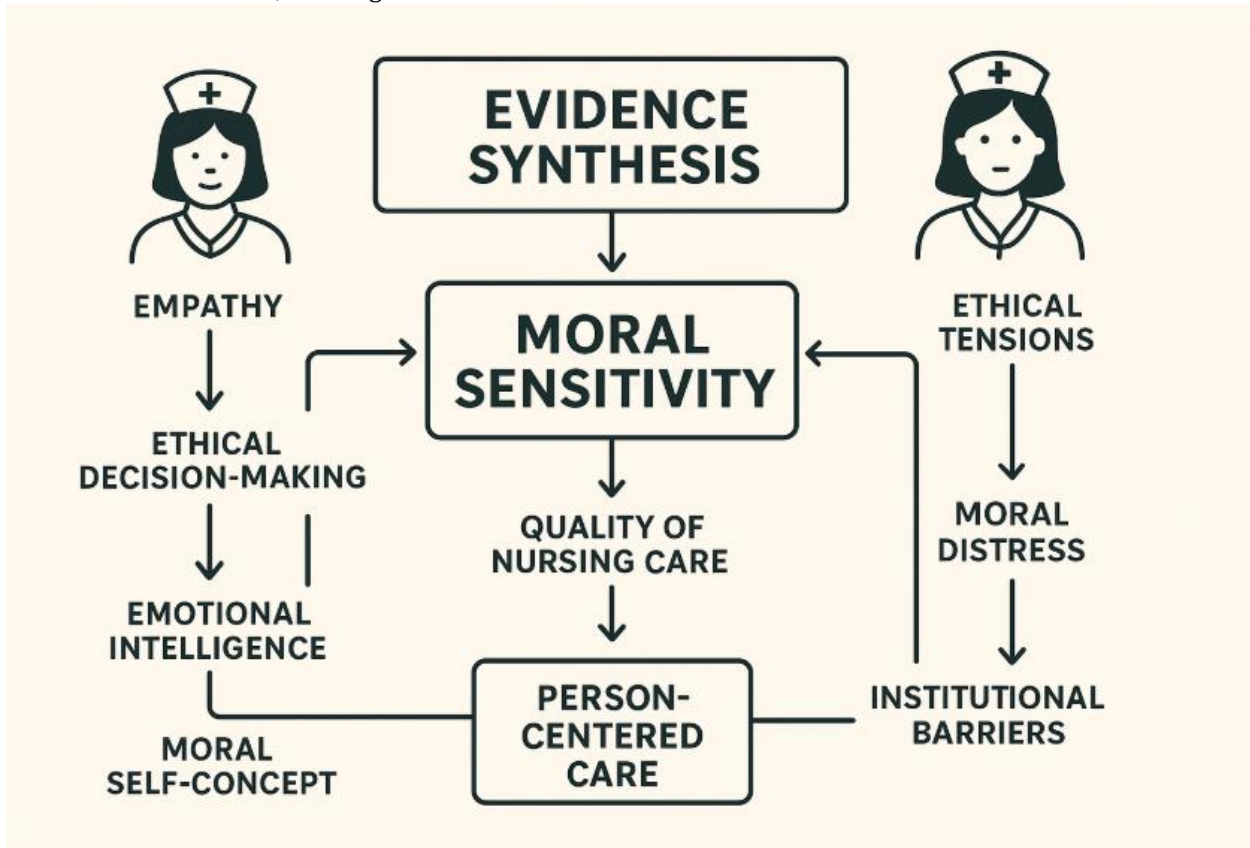 EVIDENCE
SYNTHESIS
MORAL
SENSITIVITY
QUALITY OF
NURSING CARE
PERSON-
CENTERED
CARE
EMPATHY
ETHICAL
DECISION-MAKING
EMOTIONAL
INTELLIGENCE
MORAL
SELF-CONCEPT
ETHICAL
TENSIONS
MORAL
DISTRESS
INSTITUTIONAL
BARRIERS